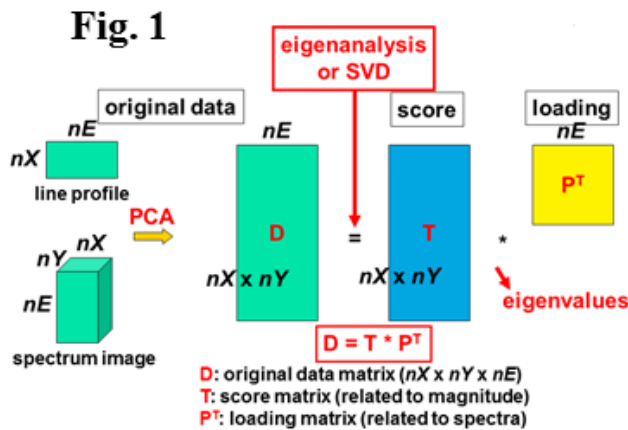 Fig. 1
eigenanalysis
or SVD
original data
score
loading
nE
nX
line profile
nE
nE
D
=
T
*
Pᵀ
PCA
nY
nX
nE
spectrum image
nX x nY
nX x nY
eigenvalues
D = T * Pᵀ
D: original data matrix (nX x nY x nE)
T: score matrix (related to magnitude)
Pᵀ: loading matrix (related to spectra)